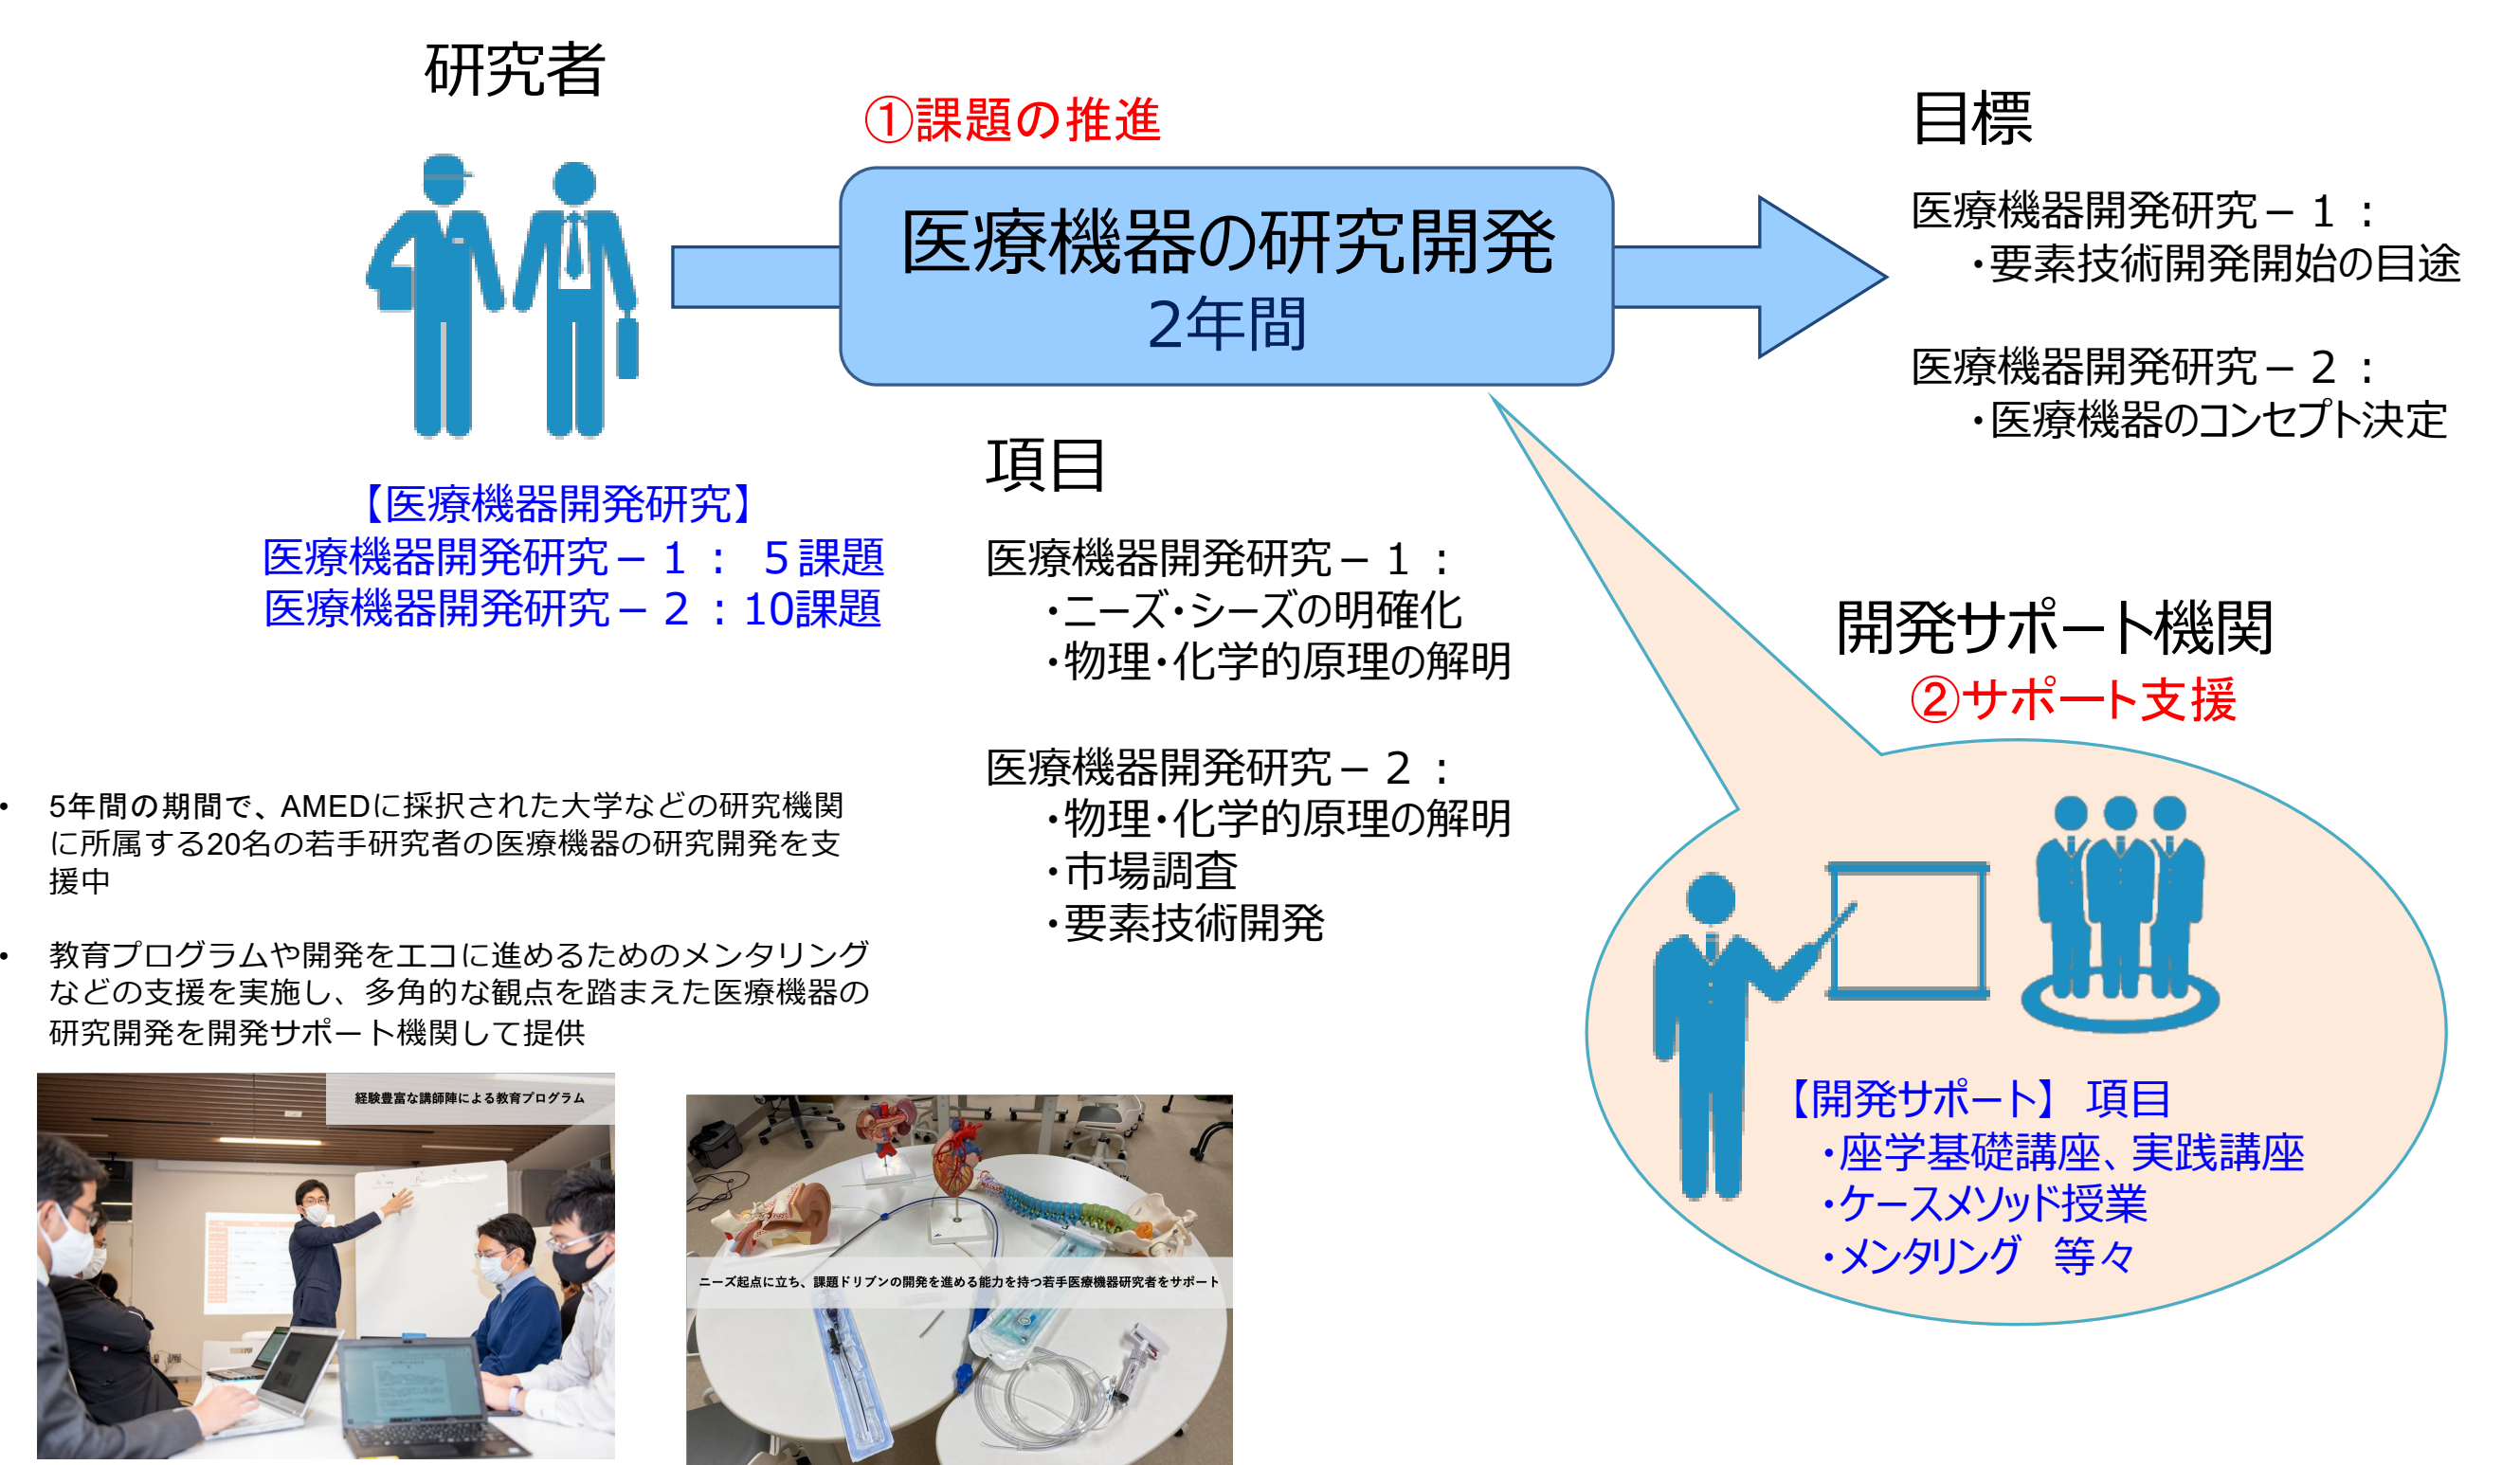 研究者
①課題の推進
医療機器の研究開発
2年間
目標
医療機器開発研究－１：
・要素技術開発開始の目途
医療機器開発研究－２：
・医療機器のコンセプト決定
【医療機器開発研究】
医療機器開発研究－１： ５課題
医療機器開発研究－２：10課題
項目
医療機器開発研究－１：
・ニーズ・シーズの明確化
・物理・化学的原理の解明
医療機器開発研究－２：
・物理・化学的原理の解明
・市場調査
・要素技術開発
開発サポート機関
②サポート支援
【開発サポート】 項目
・座学基礎講座、実践講座
・ケースメソッド授業
・メンタリング 等々
• 5年間の期間で、AMEDに採択された大学などの研究機関
に所属する20名の若手研究者の医療機器の研究開発を支
援中
• 教育プログラムや開発をエコに進めるためのメンタリング
などの支援を実施し、多角的な観点を踏まえた医療機器の
研究開発を開発サポート機関して提供
経験豊富な講師陣による教育プログラム
ニーズ起点に立ち、課題ドリブンの開発を進める能力を持つ若手医療機器研究者をサポート